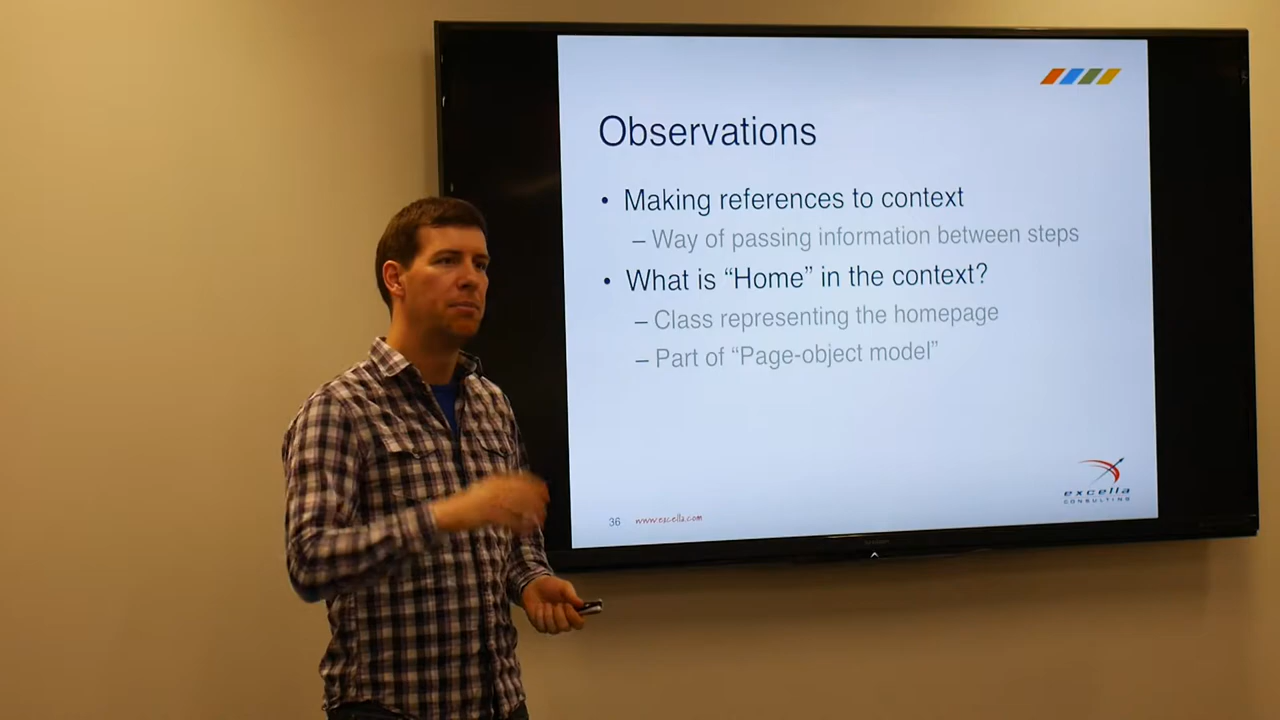 Observations
• Making references to context
– Way of passing information between steps
• What is “Home” in the context?
– Class representing the homepage
– Part of “Page-object model”
excella
CONSULTING
36 www.excella.com